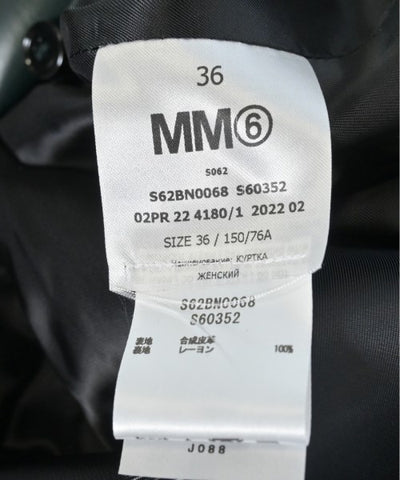 36
MM⑥
S062
S62BN0068 S60352
02PR 22 4180/1 2022 02
SIZE 36 / 150/76A
Наименование: КУРТКА
ЖЕНСКИЙ
S62BN0068
S60352
表地 合成皮革
裏地 レーヨン 100%
J088